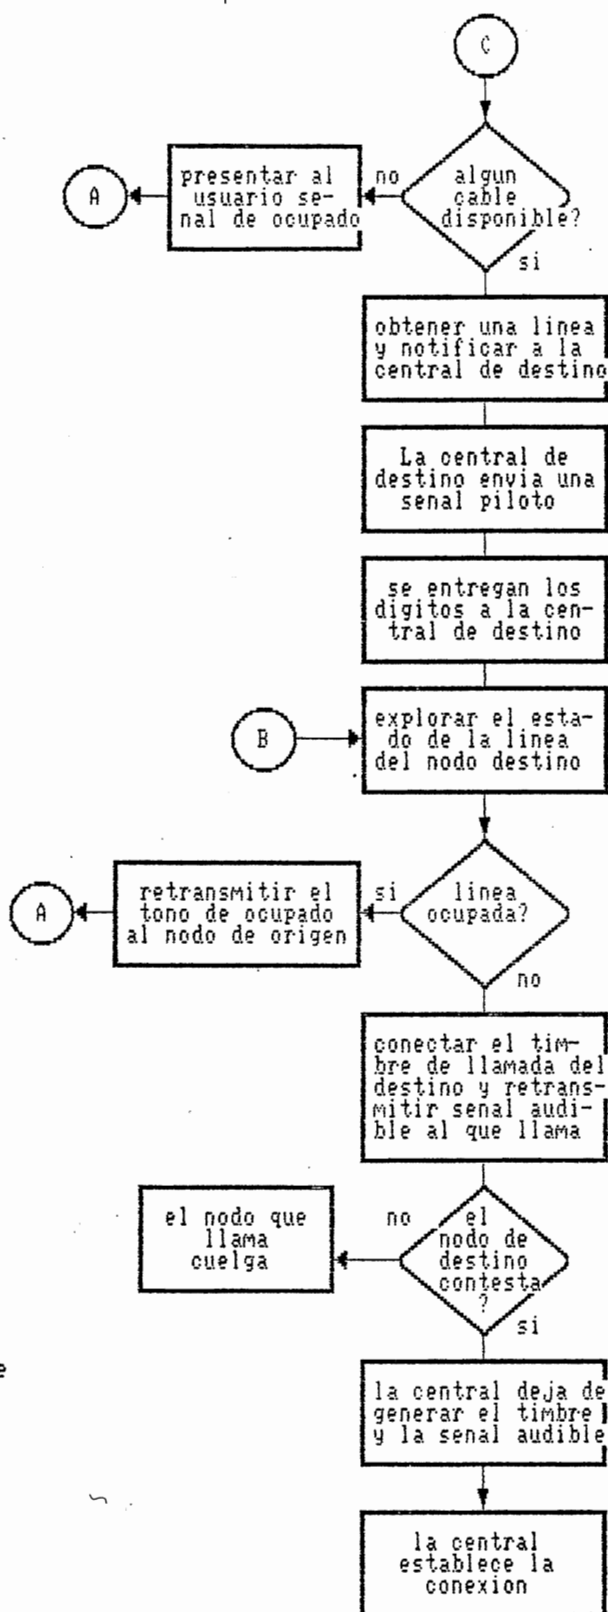 C
algun
cable
disponible?
no
presentar al
usuario se-
nal de ocupado
A
si
obtener una linea
y notificar a la
central de destino
La central de
destino envia una
senal piloto
se entregan los
digitos a la cen-
tral de destino
B
explorar el esta-
do de la linea
del nodo destino
linea
ocupada?
si
retransmitir el
tono de ocupado
al nodo de origen
A
no
conectar el tim-
bre de llamada del
destino y retrans-
mitir senal audi-
ble al que llama
el
nodo de
destino
contesta
?
no
el nodo que
llama
cuelga
si
e
la central deja de
generar el timbre
y la senal audible
la central
establece la
conexion